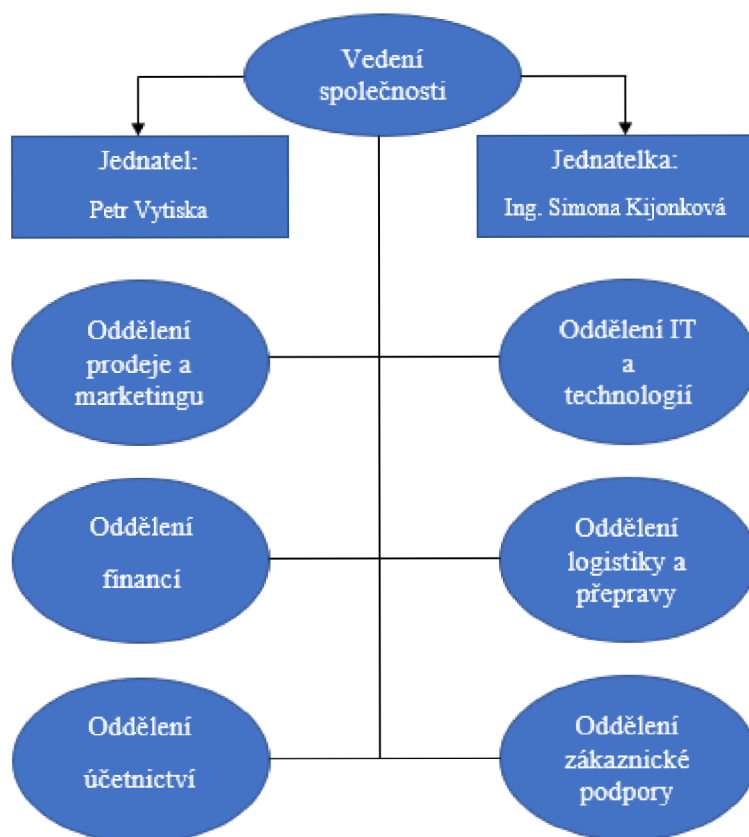 Vedení
společnosti
Jednatel:
Petr Vytiska
Jednatelka:
Ing. Simona Kijonková
Oddělení
prodeje a
marketingu
Oddělení IT
a
technologií
Oddělení
financí
Oddělení
logistiky a
přepravy
Oddělení
účetnictví
Oddělení
zákaznické
podpory